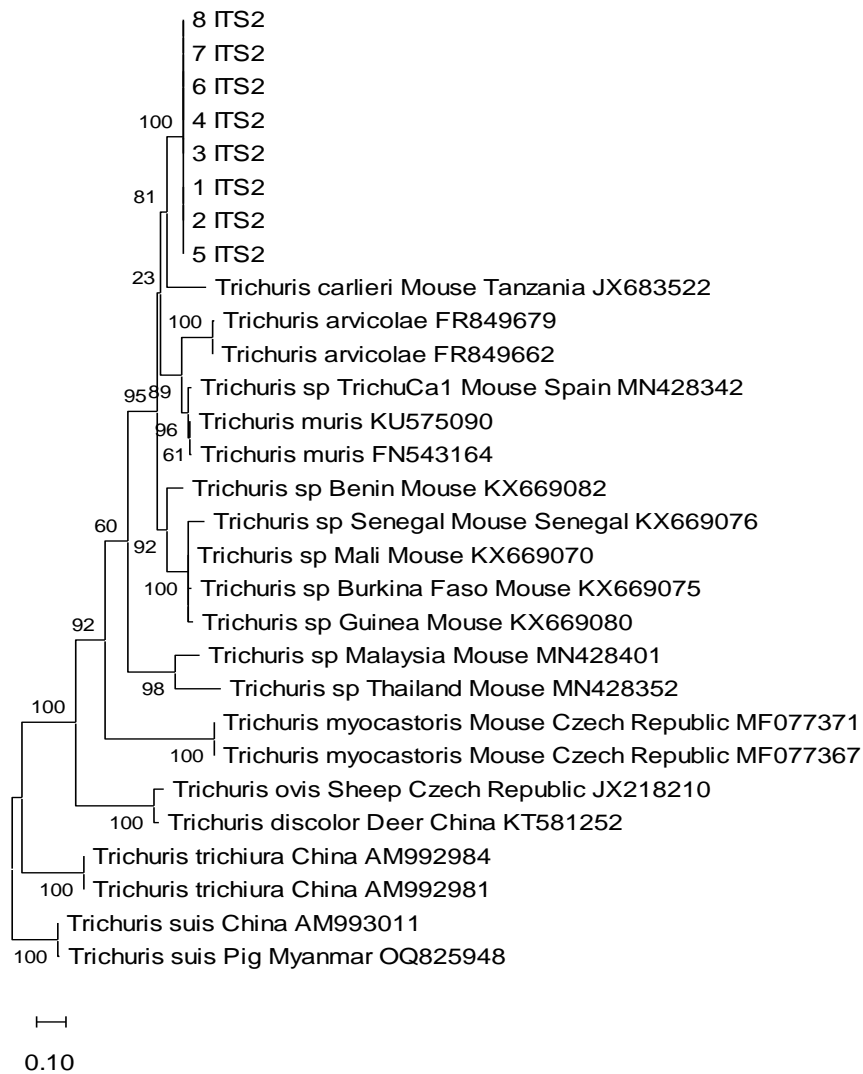 8 ITS2
7 ITS2
6 ITS2
4 ITS2
100
3 ITS2
1 ITS2
81
2 ITS2
5 ITS2
23
Trichuris carlieri Mouse Tanzania JX683522
100
Trichuris arvicolae FR849679
Trichuris arvicolae FR849662
95
89
Trichuris sp TrichuCa1 Mouse Spain MN428342
Trichuris muris KU575090
96
61
Trichuris muris FN543164
Trichuris sp Benin Mouse KX669082
60
Trichuris sp Senegal Mouse Senegal KX669076
92
Trichuris sp Mali Mouse KX669070
100
Trichuris sp Burkina Faso Mouse KX669075
92
Trichuris sp Guinea Mouse KX669080
Trichuris sp Malaysia Mouse MN428401
98
Trichuris sp Thailand Mouse MN428352
100
Trichuris myocastoris Mouse Czech Republic MF077371
100
Trichuris myocastoris Mouse Czech Republic MF077367
Trichuris ovis Sheep Czech Republic JX218210
100
Trichuris discolor Deer China KT581252
Trichuris trichiura China AM992984
100
Trichuris trichiura China AM992981
Trichuris suis China AM993011
100
Trichuris suis Pig Myanmar OQ825948
0.10